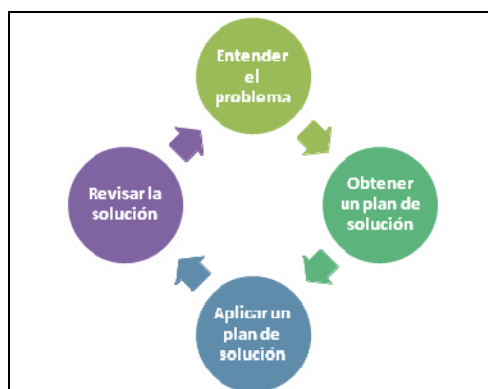 Entender
el
problema
Obtener
un plan de
solución
Aplicar un
plan de
solución
Revisar la
solución